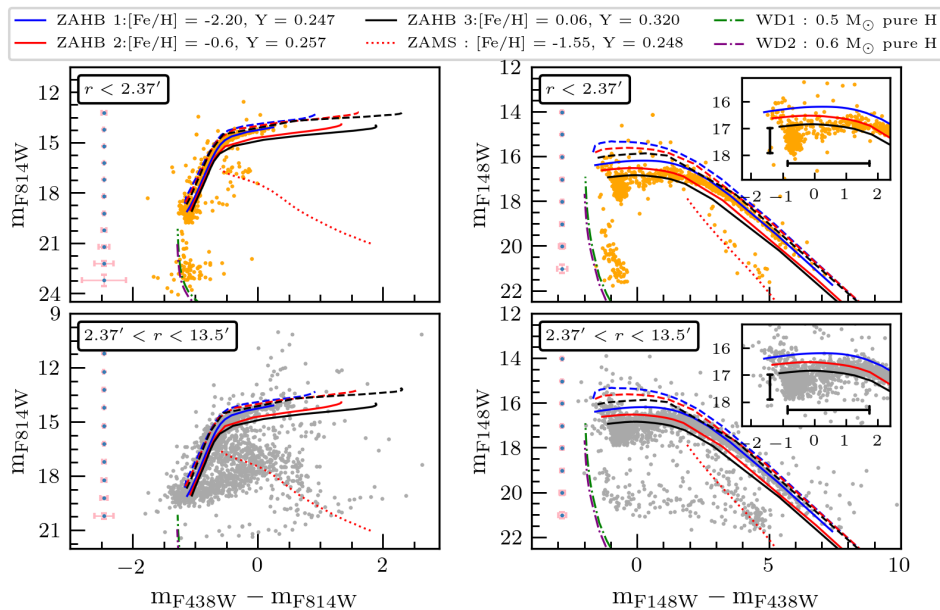 ZAHB 1:[Fe/H] = -2.20, Y = 0.247
ZAHB 3:[Fe/H] = 0.06, Y = 0.320
WD1 : 0.5 M⊙ pure H
ZAHB 2:[Fe/H] = -0.6, Y = 0.257
ZAMS : [Fe/H] = -1.55, Y = 0.248
WD2 : 0.6 M⊙ pure H
r < 2.37′
12
15
18
21
24
mF814W
r < 2.37′
12
14
16
18
20
22
mF148W
16
17
18
−2 −1 0 2
2.37′ < r < 13.5′
9
12
15
18
21
mF814W
−2 0 2
mF438W − mF814W
2.37′ < r < 13.5′
12
14
16
18
20
22
mF148W
16
17
18
−2 −1 0 2
0 5 10
mF148W − mF438W